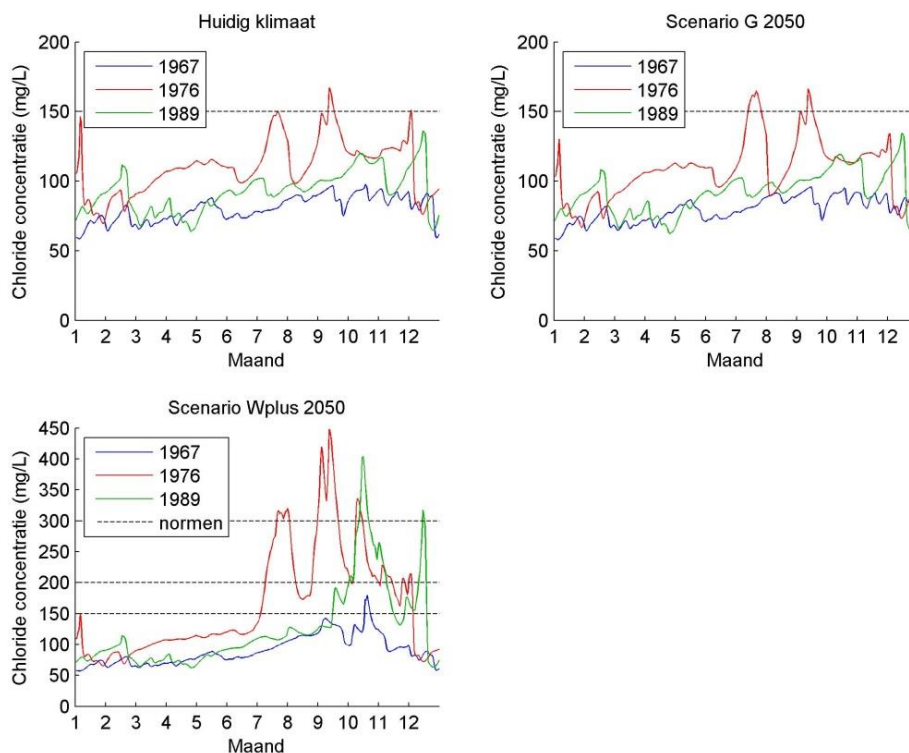 Huidig klimaat
Chloride concentratie (mg/L)
200
150
100
50
0
1967
1976
1989
1 2 3 4 5 6 7 8 9 10 11 12
Maand
Scenario G 2050
Chloride concentratie (mg/L)
200
150
100
50
0
1967
1976
1989
1 2 3 4 5 6 7 8 9 10 11 12
Maand
Scenario Wplus 2050
Chloride concentratie (mg/L)
450
400
350
300
250
200
150
100
50
0
1967
1976
1989
normen
1 2 3 4 5 6 7 8 9 10 11 12
Maand